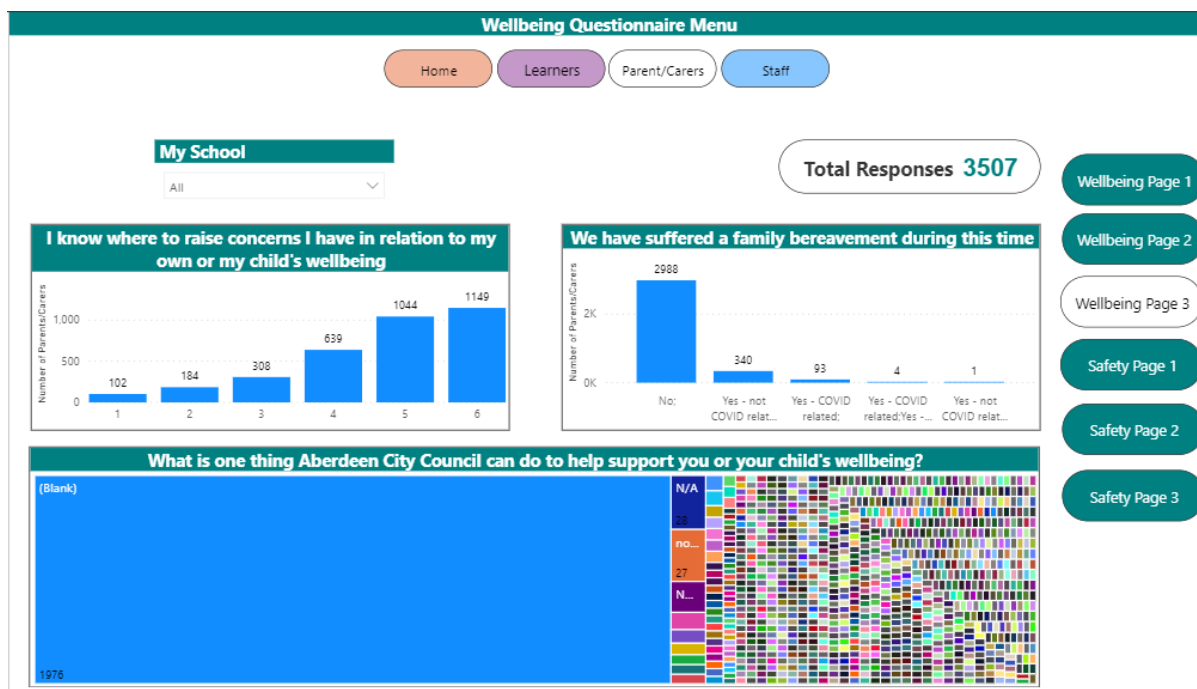 Wellbeing Questionnaire Menu
Home
Learners
Parent/Carers
Staff
My School
All
Total Responses 3507
Wellbeing Page 1
Wellbeing Page 2
Wellbeing Page 3
Safety Page 1
Safety Page 2
Safety Page 3
I know where to raise concerns I have in relation to my
own or my child's wellbeing
Number of Parents/Carers
1,000
500
0
102
184
308
639
1044
1149
1
2
3
4
5
6
We have suffered a family bereavement during this time
Number of Parents/Carers
2K
0K
2988
340
93
4
1
No;
Yes - not
COVID relat...
Yes - COVID
related;
Yes - COVID
related;Yes -...
Yes - not
COVID relat...
What is one thing Aberdeen City Council can do to help support you or your child's wellbeing?
(Blank)
1976
N/A
28
no...
27
N...